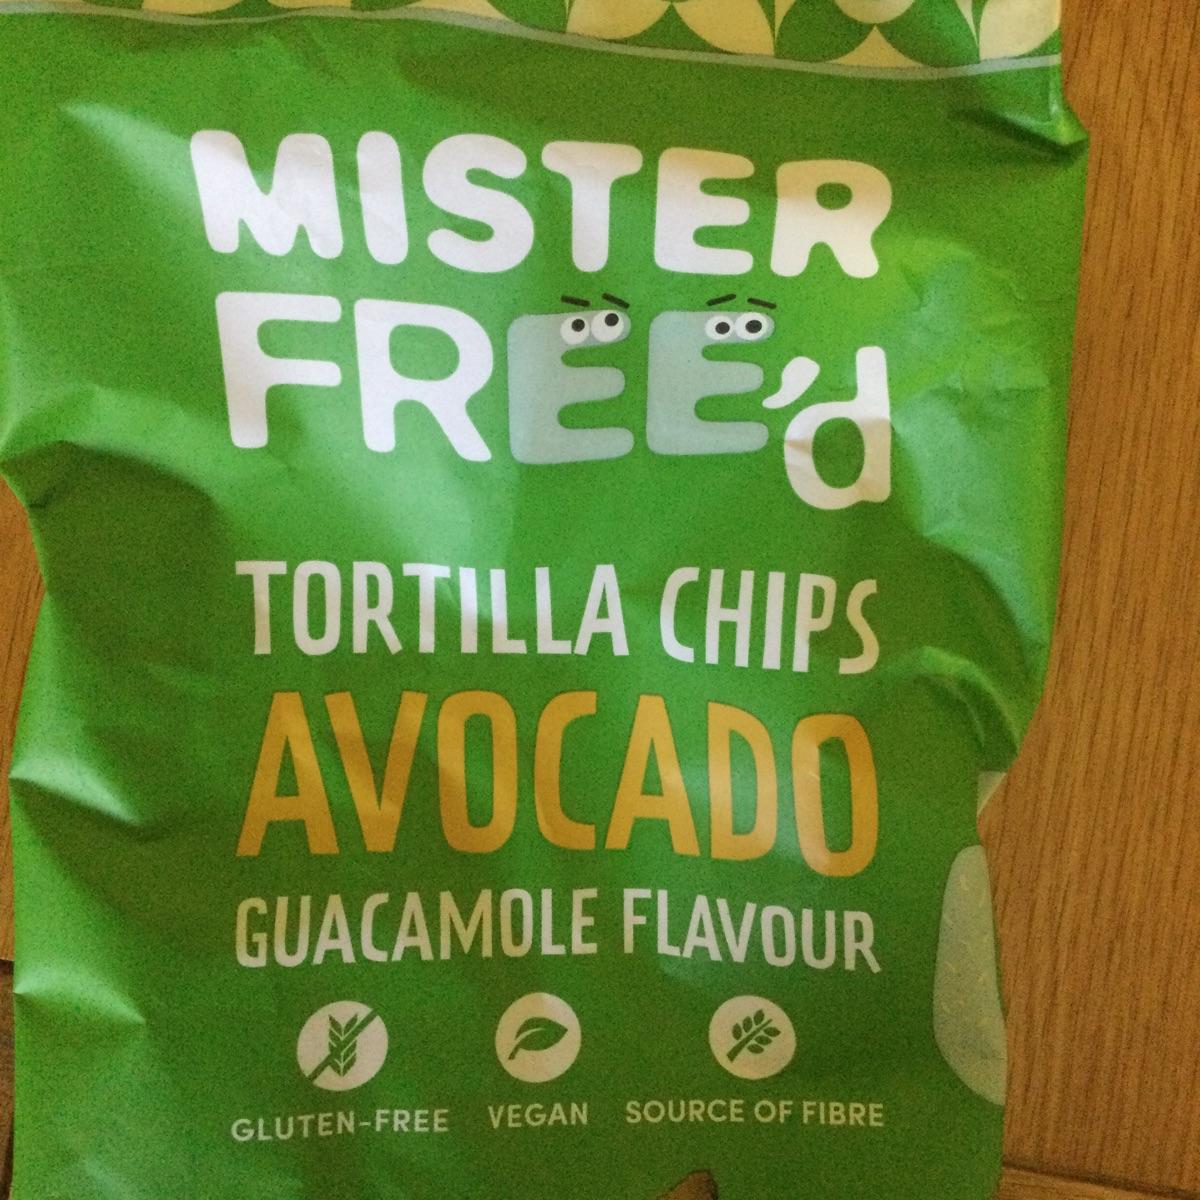 MISTER
FREE'd
TORTILLA CHIPS
AVOCADO
GUACAMOLE FLAVOUR
GLUTEN-FREE VEGAN SOURCE OF FIBRE